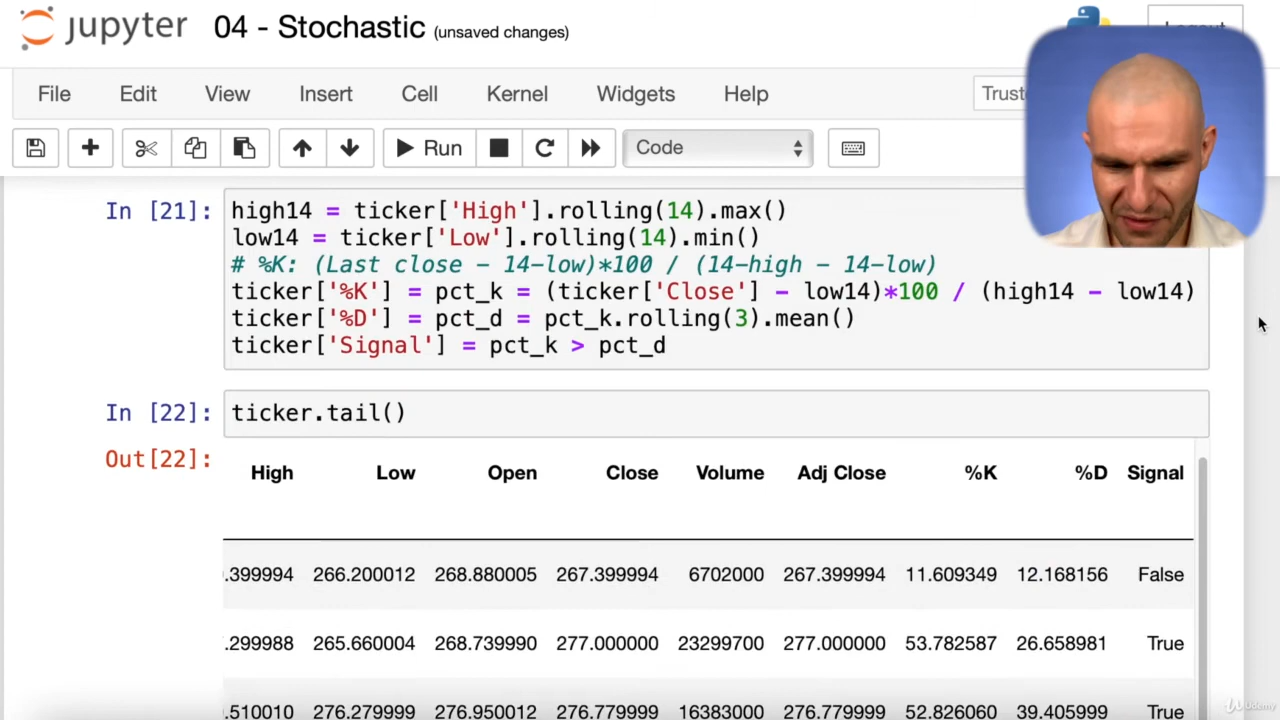 jupyter 04 - Stochastic (unsaved changes)
Logout
File Edit View Insert Cell Kernel Widgets Help
Run Code
In [21]: high14 = ticker['High'].rolling(14).max()
low14 = ticker['Low'].rolling(14).min()
# %K: (Last close - 14-low)*100 / (14-high - 14-low)
ticker['%K'] = pct_k = (ticker['Close'] - low14)*100 / (high14 - low14)
ticker['%D'] = pct_d = pct_k.rolling(3).mean()
ticker['Signal'] = pct_k > pct_d
In [22]: ticker.tail()
Out[22]:
High Low Open Close Volume Adj Close %K %D Signal
.399994 266.200012 268.880005 267.399994 6702000 267.399994 11.609349 12.168156 False
.299988 265.660004 268.739990 277.000000 23299700 277.000000 53.782587 26.658981 True
.510010 276.279999 276.950012 276.779999 16383000 276.779999 52.826060 39.405999 True
Udemy